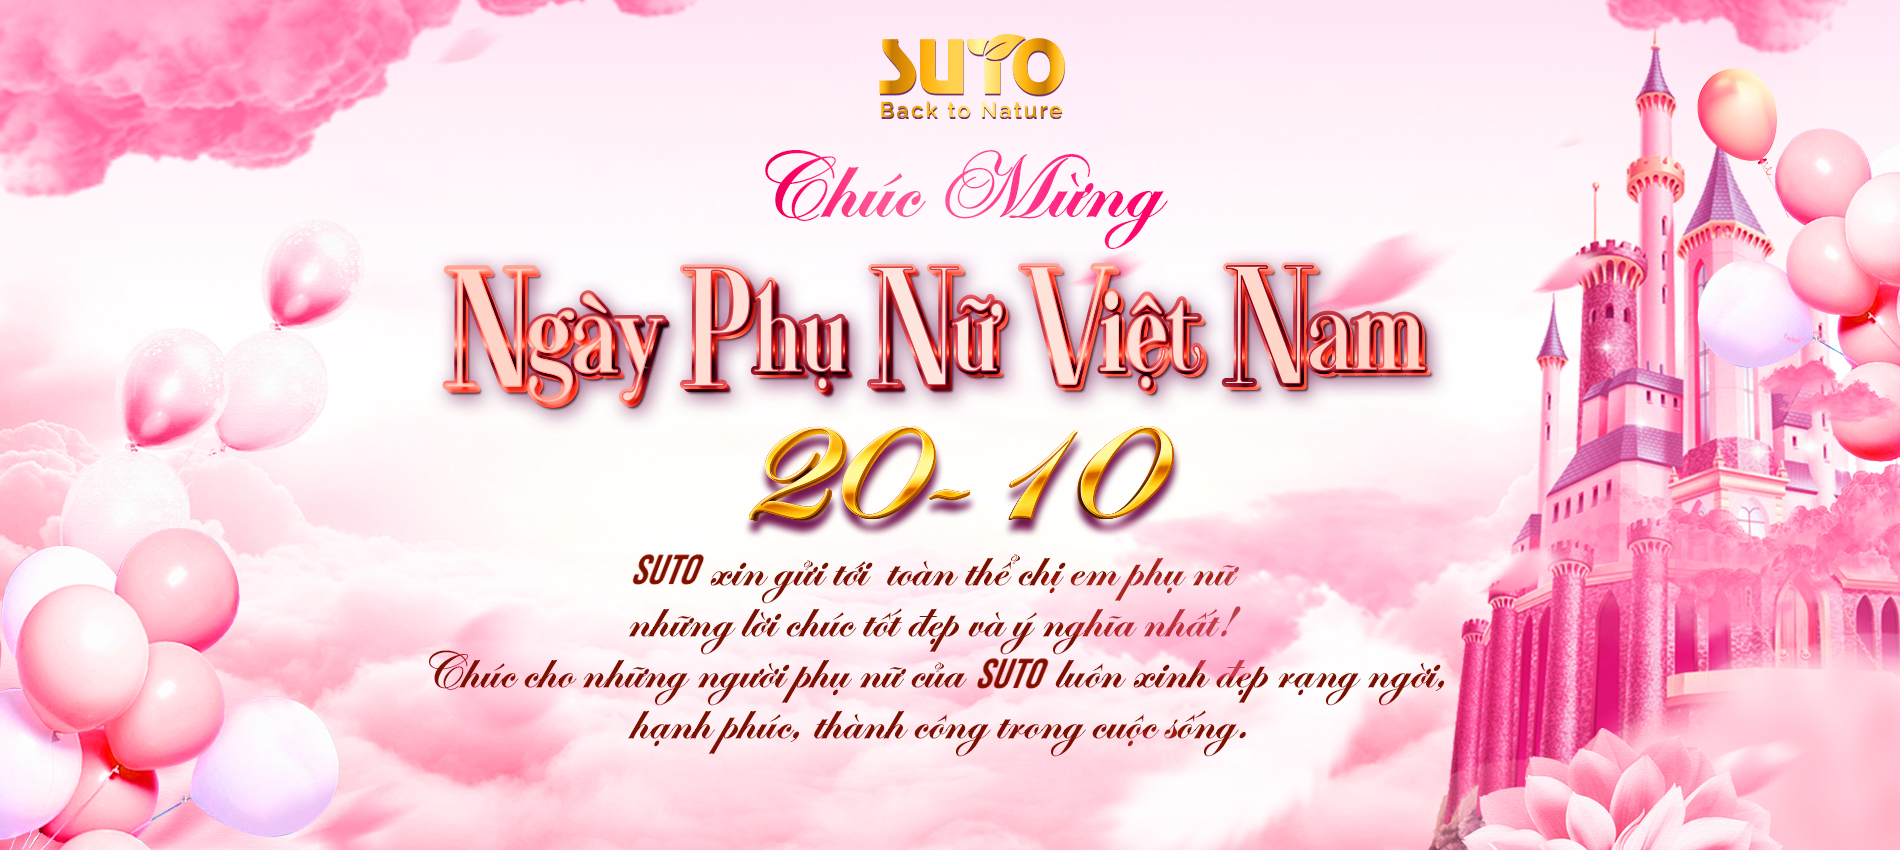 SUTO
Back to Nature
Chúc Mừng
Ngày Phụ Nữ Việt Nam
20-10
SUTO xin gửi tới toàn thể chị em phụ nữ
những lời chúc tốt đẹp và ý nghĩa nhất!
Chúc cho những người phụ nữ của SUTO luôn xinh đẹp rạng ngời,
hạnh phúc, thành công trong cuộc sống.